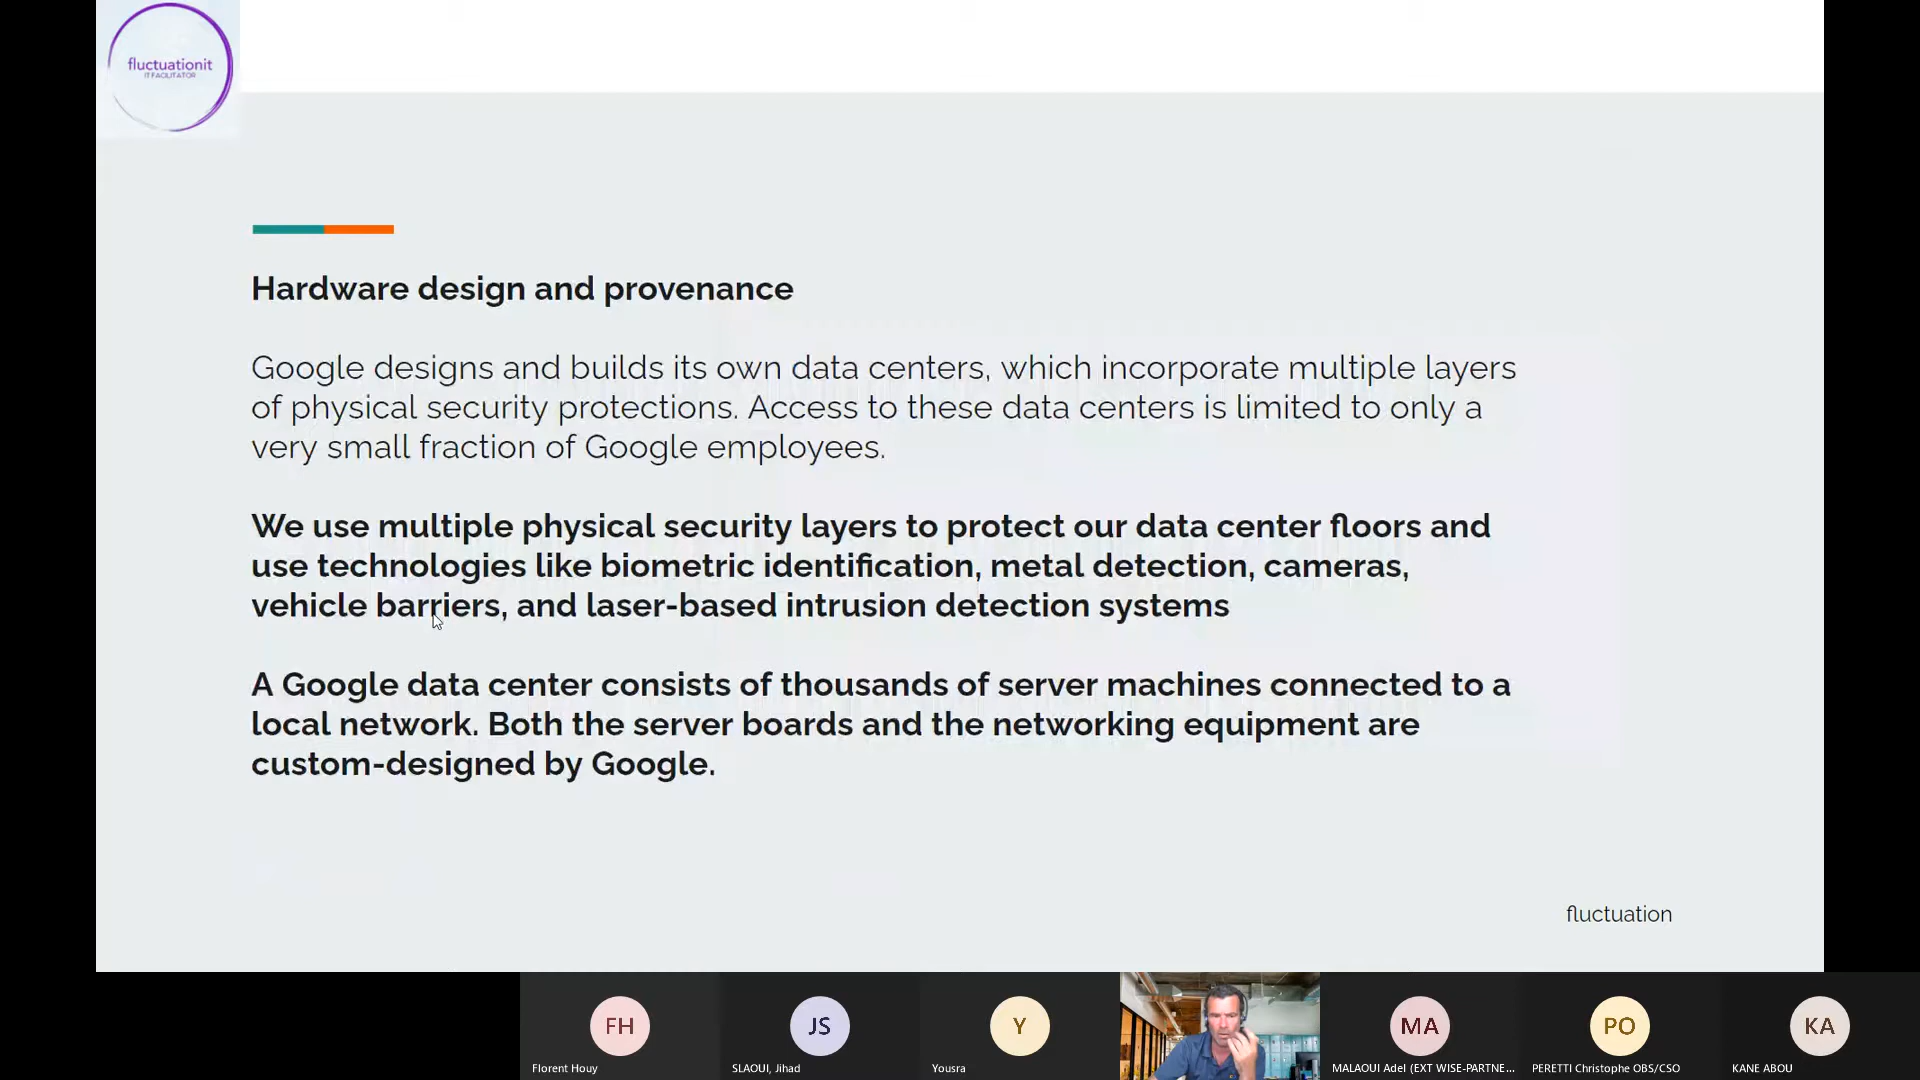 fluctuationit
IT FACILITATOR
Hardware design and provenance
Google designs and builds its own data centers, which incorporate multiple layers
of physical security protections. Access to these data centers is limited to only a
very small fraction of Google employees.
We use multiple physical security layers to protect our data center floors and
use technologies like biometric identification, metal detection, cameras,
vehicle barriers, and laser-based intrusion detection systems
A Google data center consists of thousands of server machines connected to a
local network. Both the server boards and the networking equipment are
custom-designed by Google.
fluctuation
FH
JS
Y
MA
PO
KA
Florent Houy
SLAOUI, Jihad
Yousra
MALAOUI Adel (EXT WISE-PARTNE...
PERETTI Christophe OBS/CSO
KANE ABOU